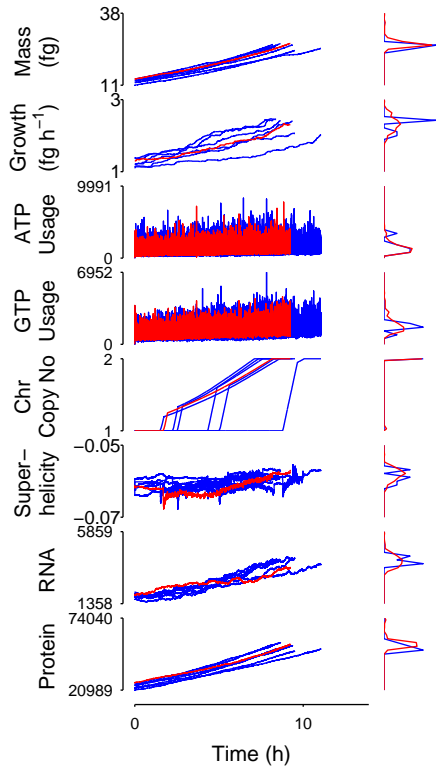 38
Mass
(fg)
11
3
Growth
(fg h⁻¹)
1
9991
ATP
Usage
0
6952
GTP
Usage
0
2
Chr
Copy No
1
−0.05
Super−
helicity
−0.07
5859
RNA
1358
74040
Protein
20989
0 10
Time (h)